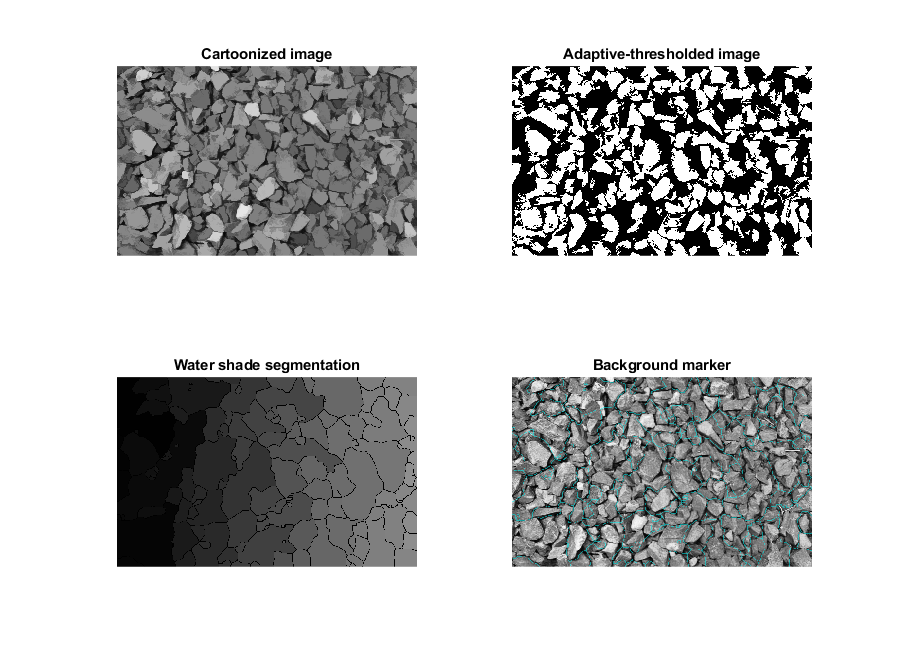 Cartoonized image
Adaptive-thresholded image
Water shade segmentation
Background marker